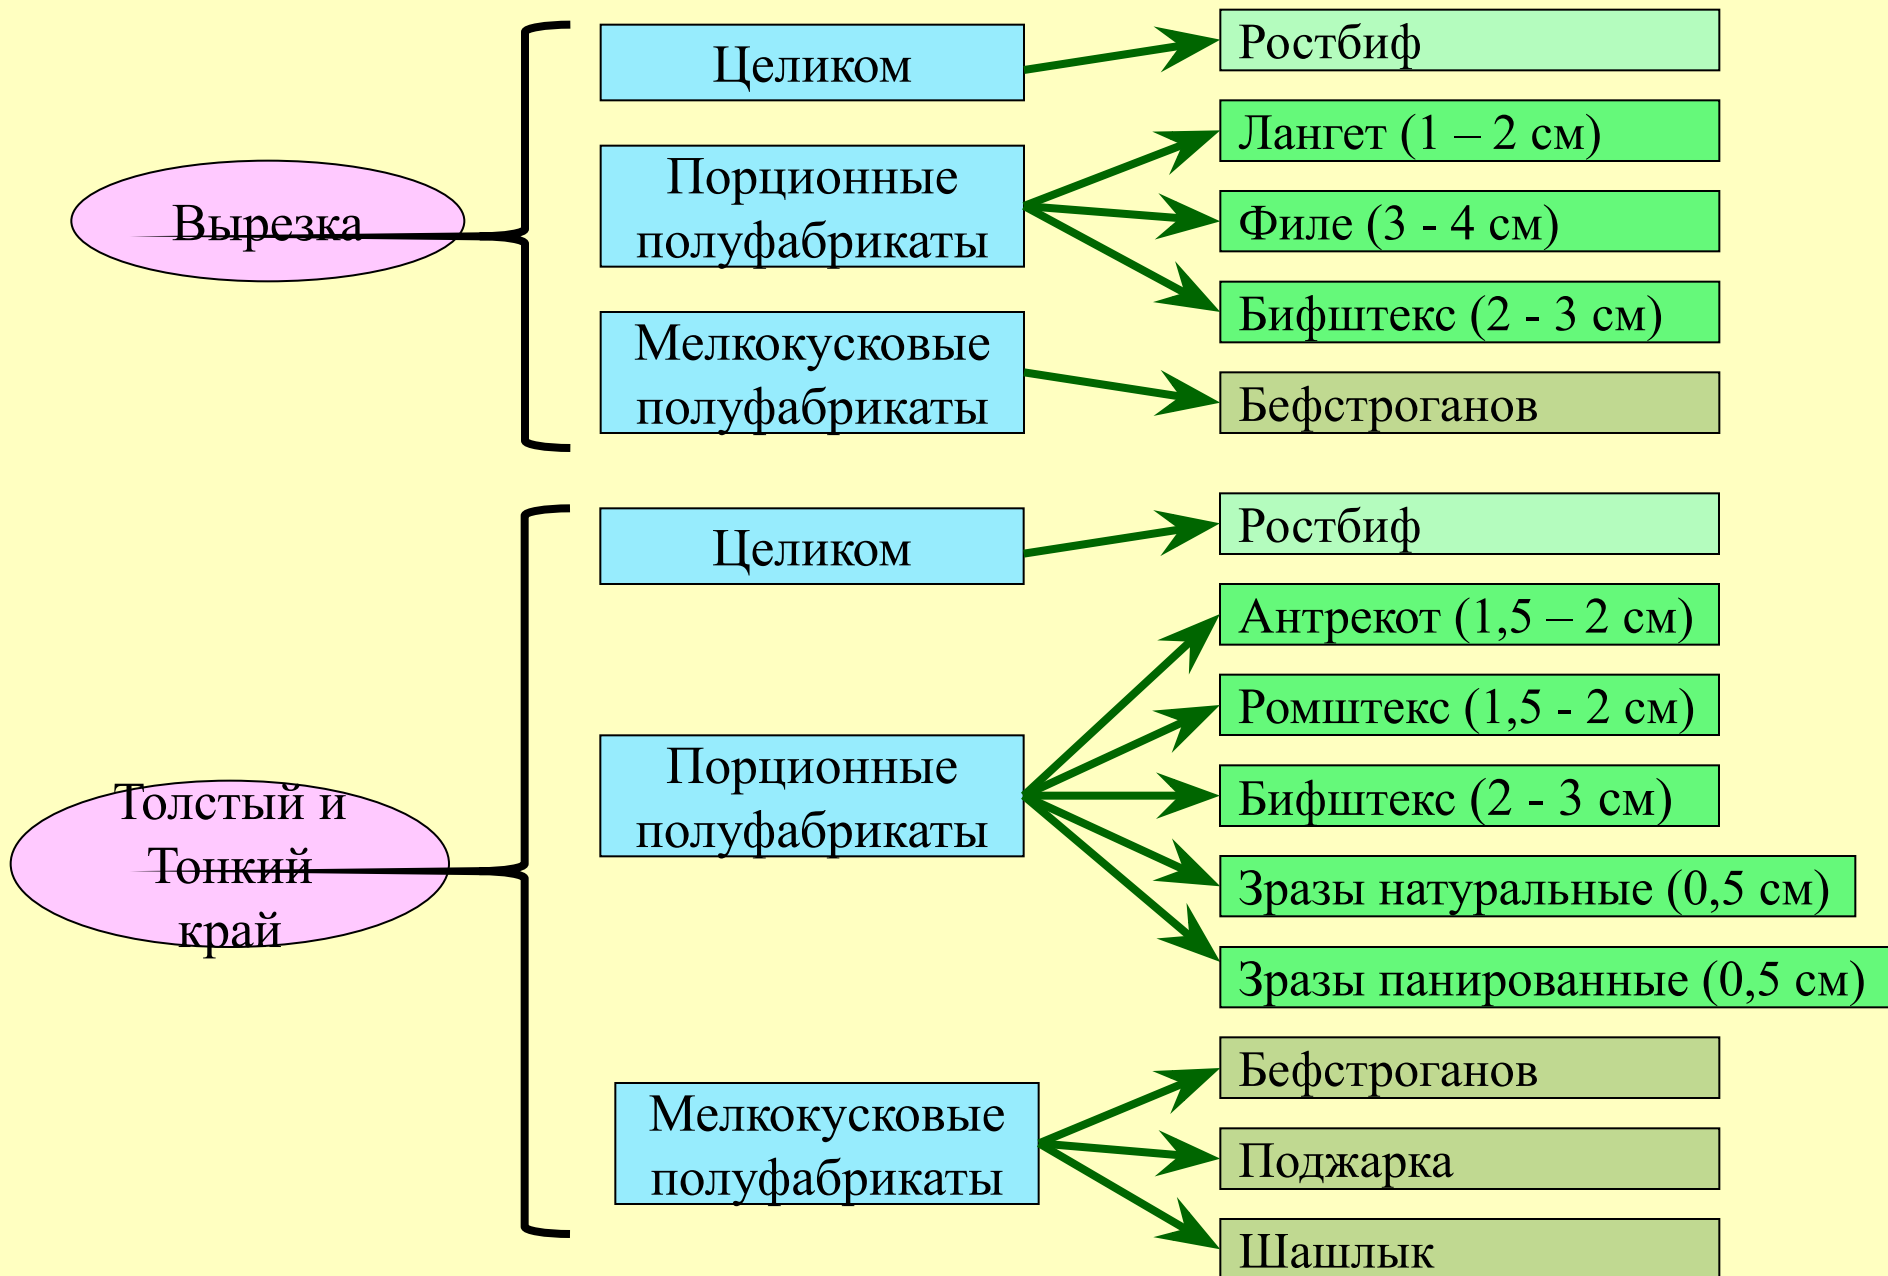 Вырезка
Целиком
Ростбиф
Порционные
полуфабрикаты
Лангет (1 – 2 см)
Филе (3 - 4 см)
Бифштекс (2 - 3 см)
Мелкокусковые
полуфабрикаты
Бефстроганов
Толстый и
Тонкий
край
Целиком
Ростбиф
Порционные
полуфабрикаты
Антрекот (1,5 – 2 см)
Ромштекс (1,5 - 2 см)
Бифштекс (2 - 3 см)
Зразы натуральные (0,5 см)
Зразы панированные (0,5 см)
Мелкокусковые
полуфабрикаты
Бефстроганов
Поджарка
Шашлык